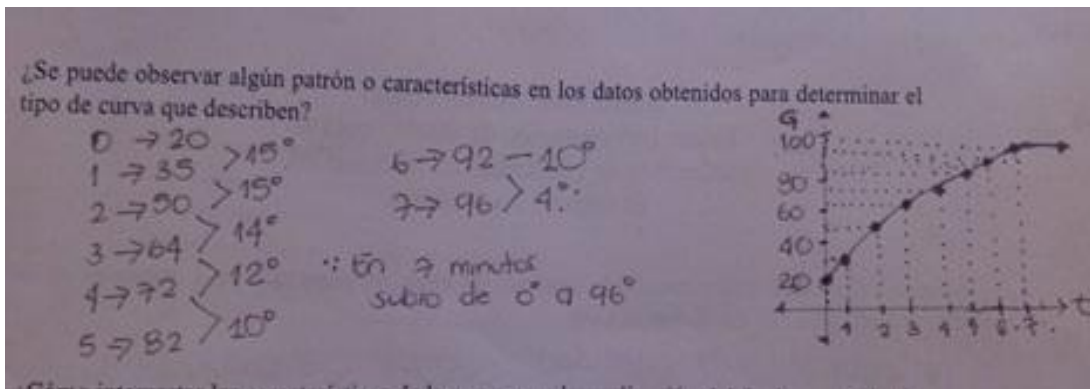 ¿Se puede observar algún patrón o características en los datos obtenidos para determinar el
tipo de curva que describen?
0 → 20
>15°
1 → 35
>15°
2 → 50
>14°
3 → 64
>12°
4 → 72
>10°
5 → 82
6 → 92 - 10°
7 → 96 > 4°
∵ En 7 minutos
subio de 0° a 96°
G
100
80
60
40
20
1 2 3 4 5 6 7
t